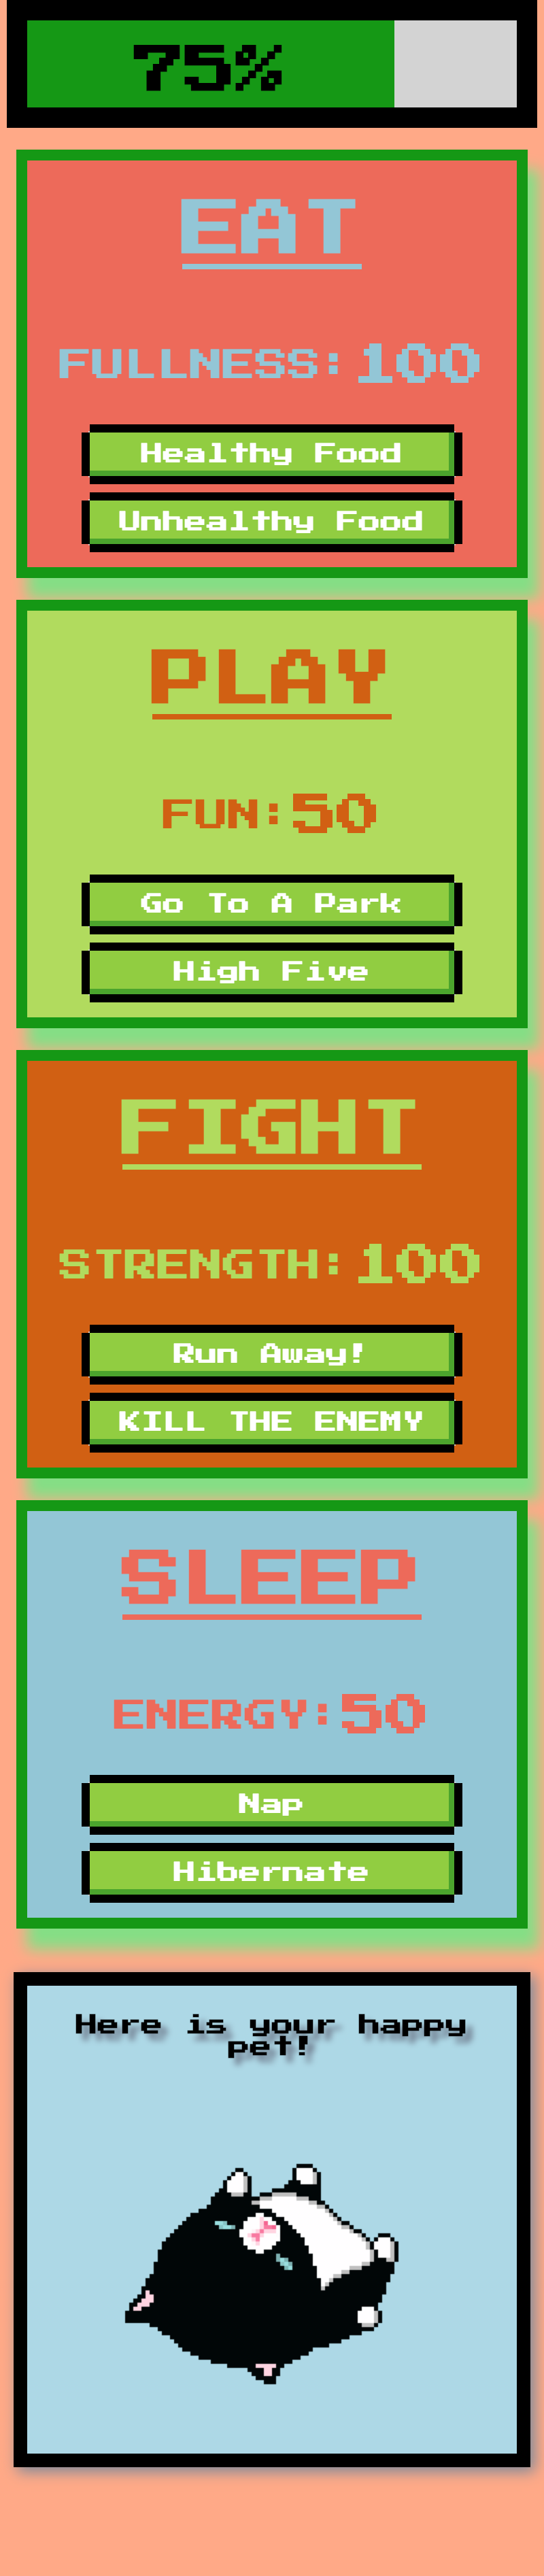 75%
EAT
FULLNESS: 100
Healthy Food
Unhealthy Food
PLAY
FUN: 50
Go To A Park
High Five
FIGHT
STRENGTH: 100
Run Away!
KILL THE ENEMY
SLEEP
ENERGY: 50
Nap
Hibernate
Here is your happy
pet!